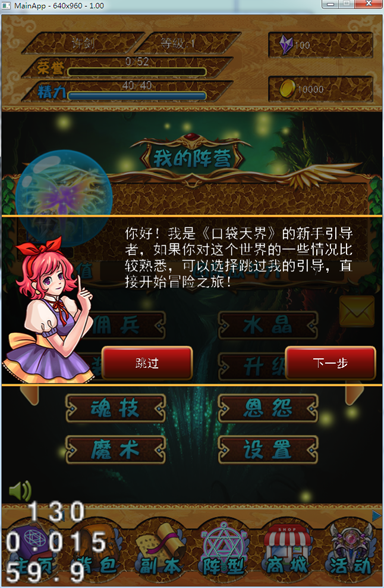 MainApp - 640x960 - 1.00
等级 1
100
荣誉
0:52
精力
40:40
10000
我的阵营
你好！我是《口袋天界》的新手引导
者，如果你对这个世界的一些情况比
较熟悉，可以选择跳过我的引导，直
接开始冒险之旅！
佣兵
水晶
跳过
下一步
升级
魂技
恩怨
魔术
设置
130
0.015
59.9
主页
背包
副本
阵型
商城
活动